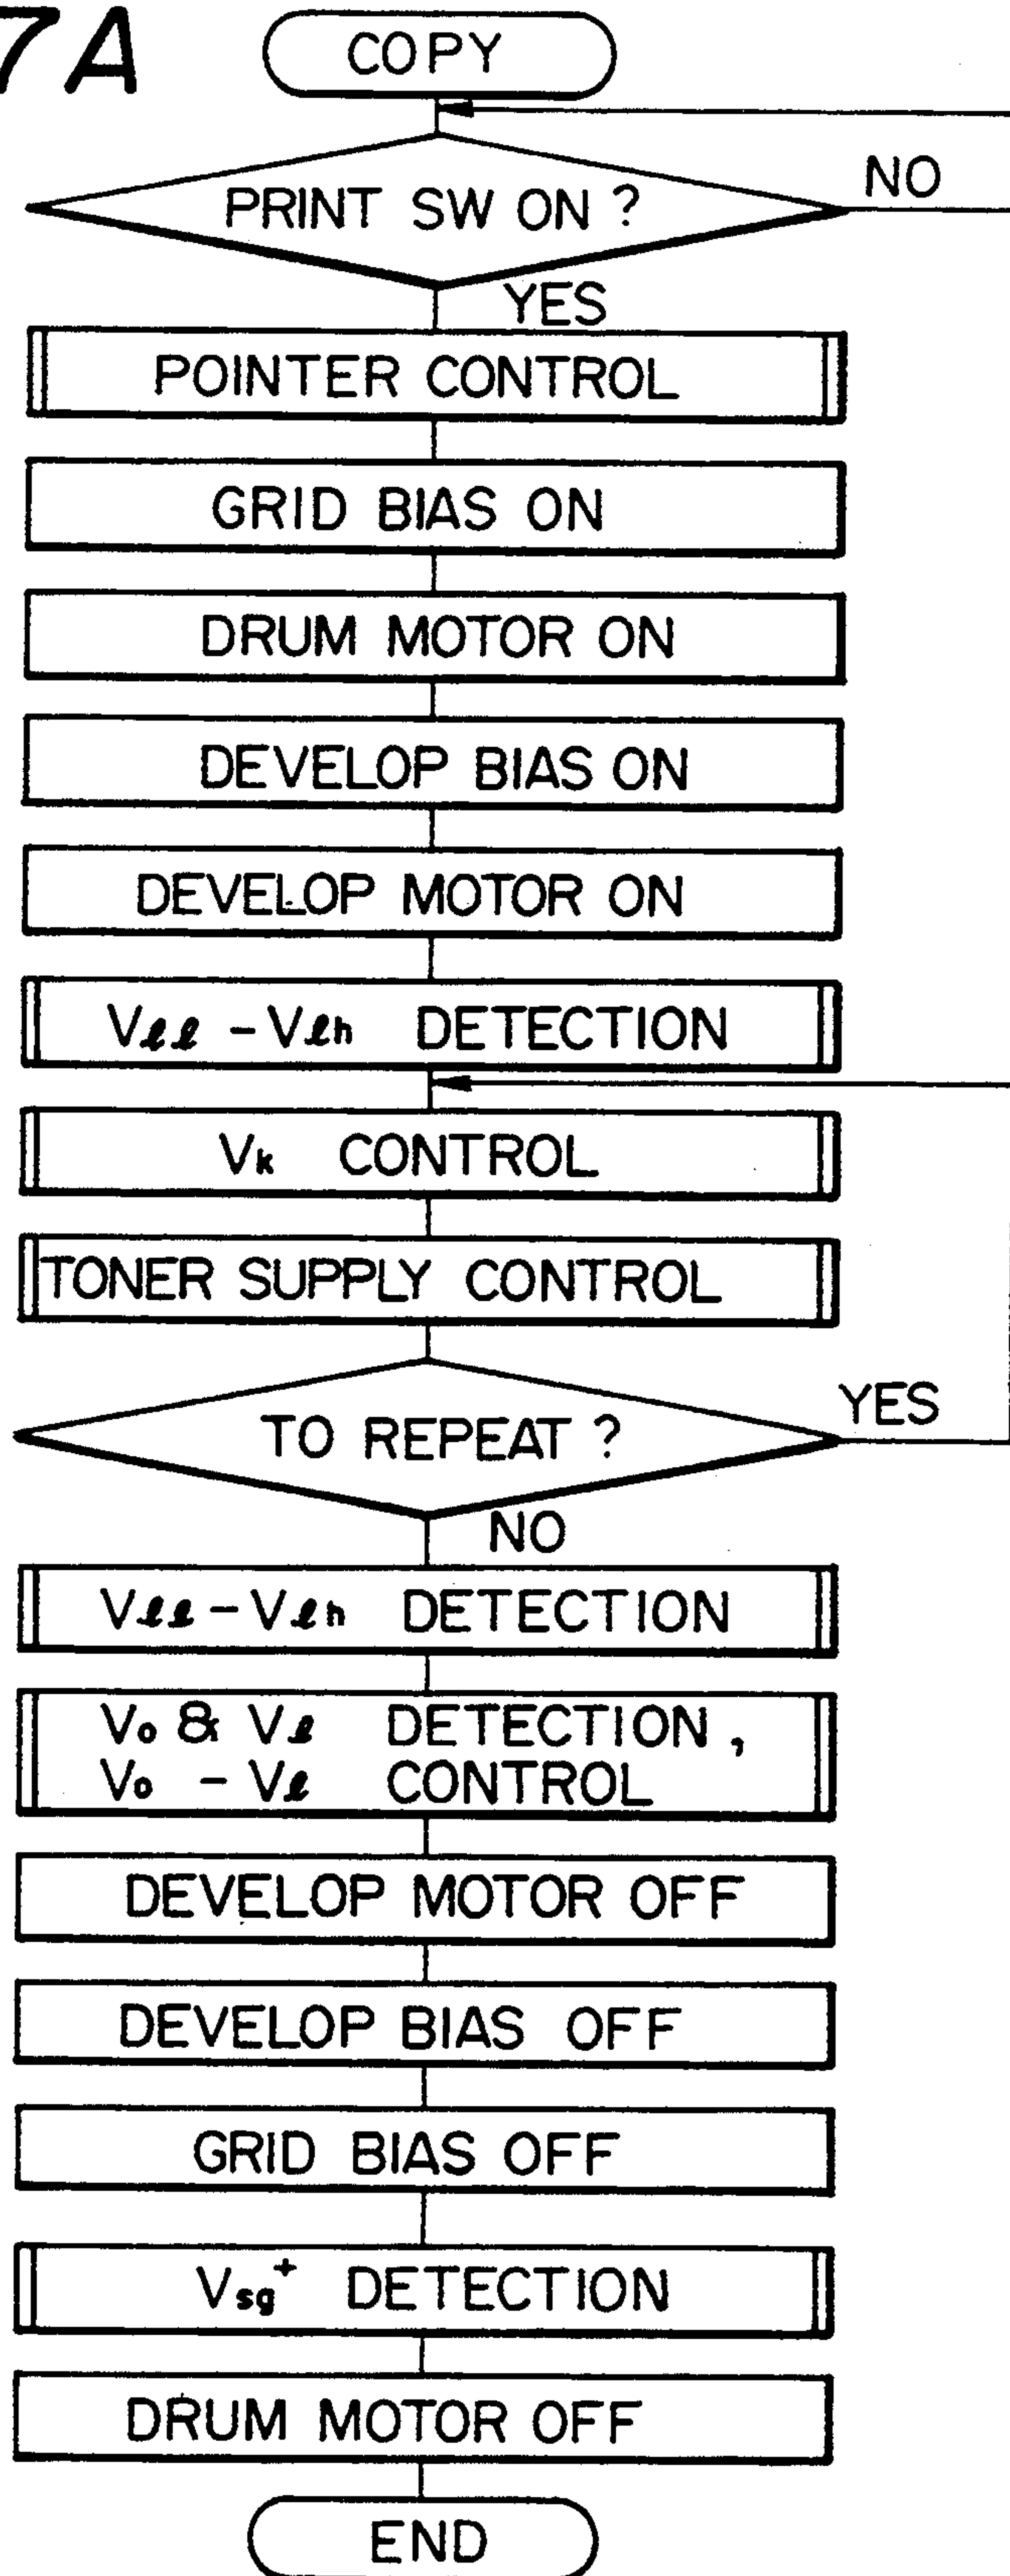 7A
COPY
PRINT SW ON ?
NO
YES
POINTER CONTROL
GRID BIAS ON
DRUM MOTOR ON
DEVELOP BIAS ON
DEVELOP MOTOR ON
Vℓℓ - Vℓh DETECTION
Vk CONTROL
TONER SUPPLY CONTROL
TO REPEAT ?
YES
NO
Vℓℓ - Vℓh DETECTION
Vo & Vℓ DETECTION,
Vo - Vℓ CONTROL
DEVELOP MOTOR OFF
DEVELOP BIAS OFF
GRID BIAS OFF
Vsg+ DETECTION
DRUM MOTOR OFF
END